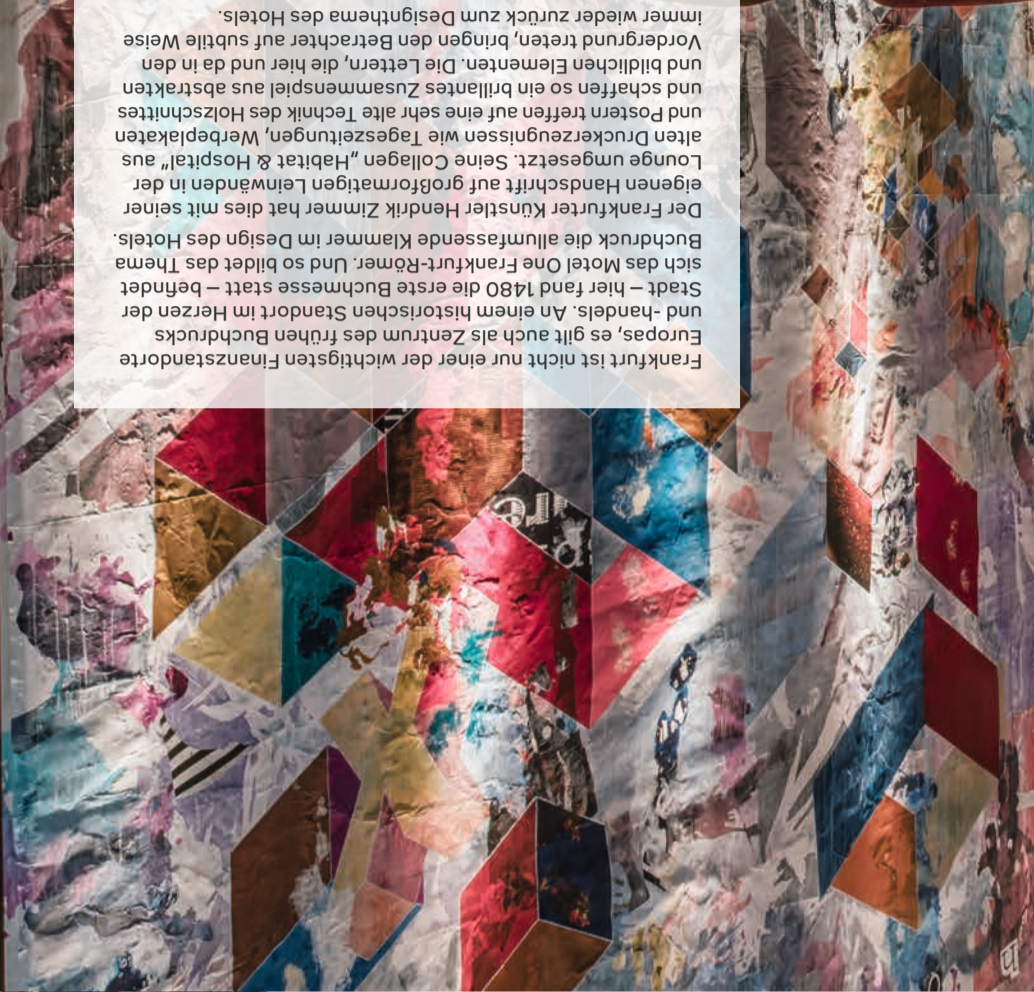 Frankfurt ist nicht nur einer der wichtigsten Finanzstandorte
Europas, es gilt auch als Zentrum des frühen Buchdrucks
und -handels. An einem historischen Standort im Herzen der
Stadt – hier fand 1480 die erste Buchmesse statt – befindet
sich das Motel One Frankfurt-Römer. Und so bildet das Thema
Buchdruck die allumfassende Klammer im Design des Hotels.
Der Frankfurter Künstler Hendrik Zimmer hat dies mit seiner
eigenen Handschrift auf großformatigen Leinwänden in der
Lounge umgesetzt. Seine Collagen „Habitat & Hospital" aus
alten Druckerzeugnissen wie Tageszeitungen, Werbeplakaten
und Postern treffen auf eine sehr alte Technik des Holzschnittes
und schaffen so ein brillantes Zusammenspiel aus abstrakten
und bildlichen Elementen. Die Lettern, die hier und da in den
Vordergrund treten, bringen den Betrachter auf subtile Weise
immer wieder zurück zum Designthema des Hotels.